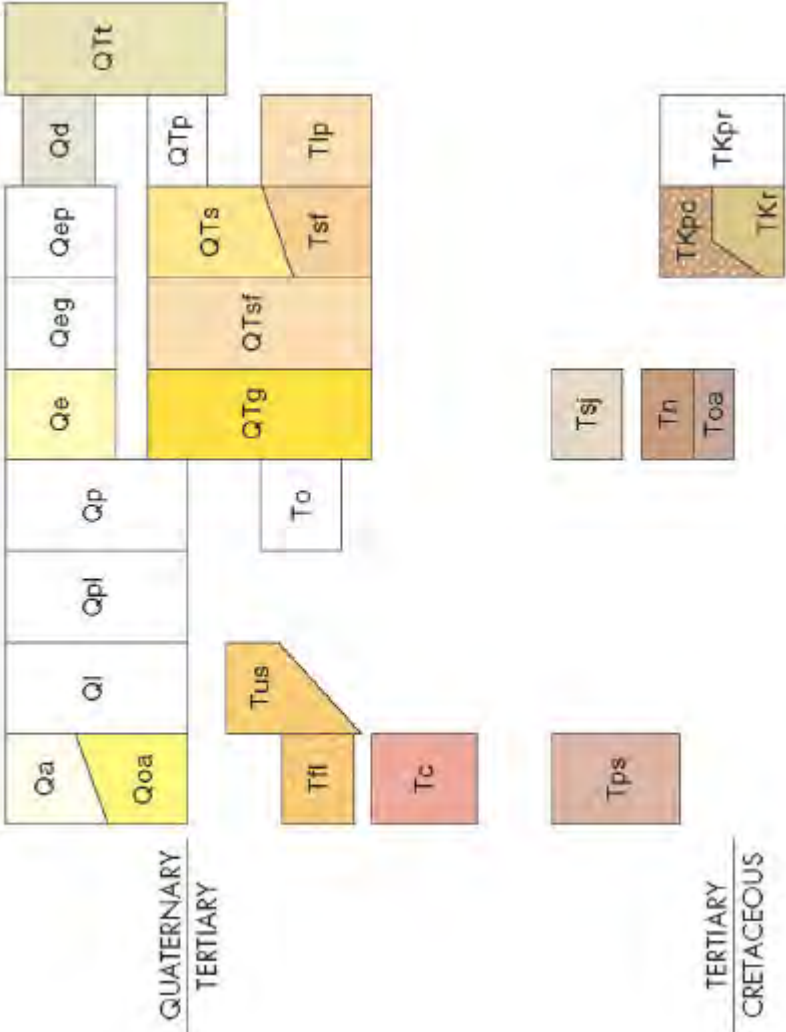 Qa
Ql
Qpl
Qp
Qe
Qeg
Qep
Qd
QTt
Qoa
QUATERNARY
TERTIARY
Tus
QTg
QTsf
QTs
QTp
Tfl
To
Tsf
Tlp
Tc
Tps
Tsj
Tn
Toa
TKpc
TKr
TKpr
TERTIARY
CRETACEOUS